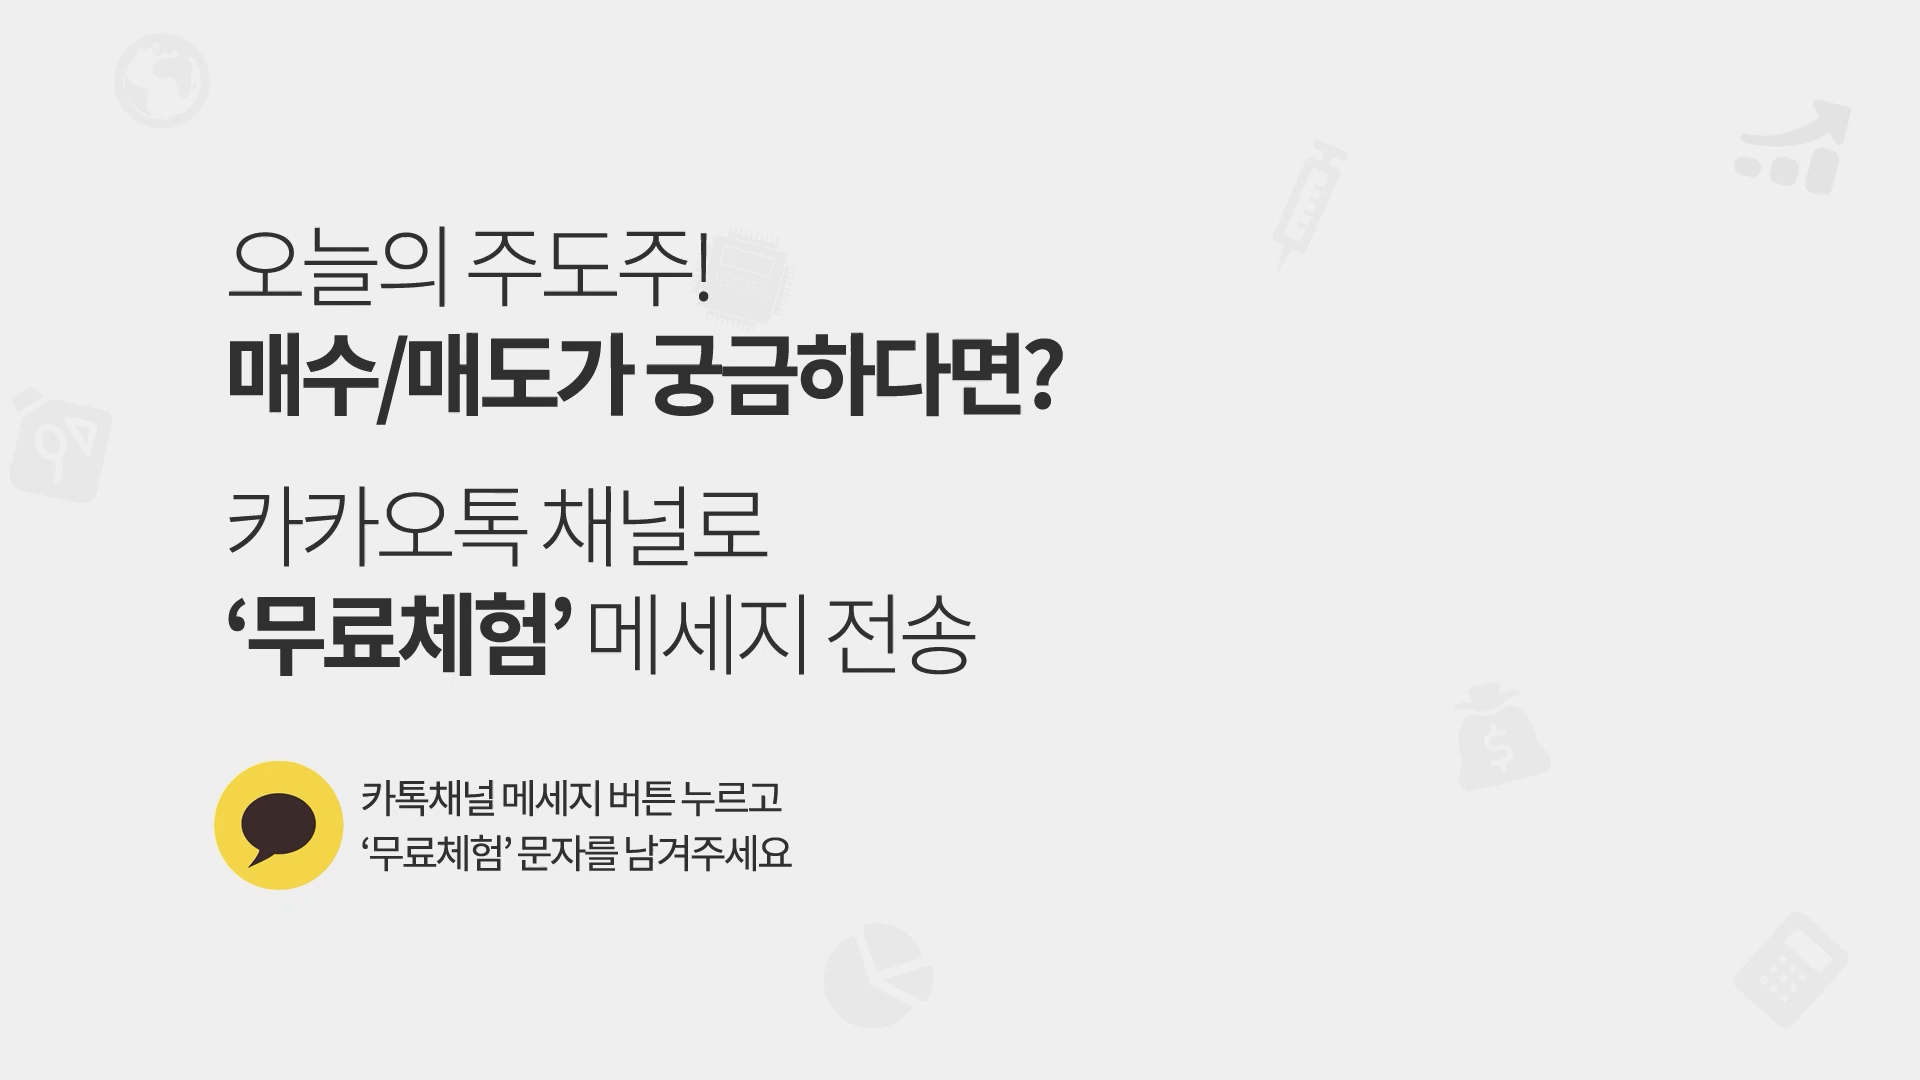 오늘의 주도주!
매수/매도가 궁금하다면?
카카오톡 채널로
‘무료체험’ 메세지 전송
카톡채널 메세지 버튼 누르고
‘무료체험’ 문자를 남겨주세요